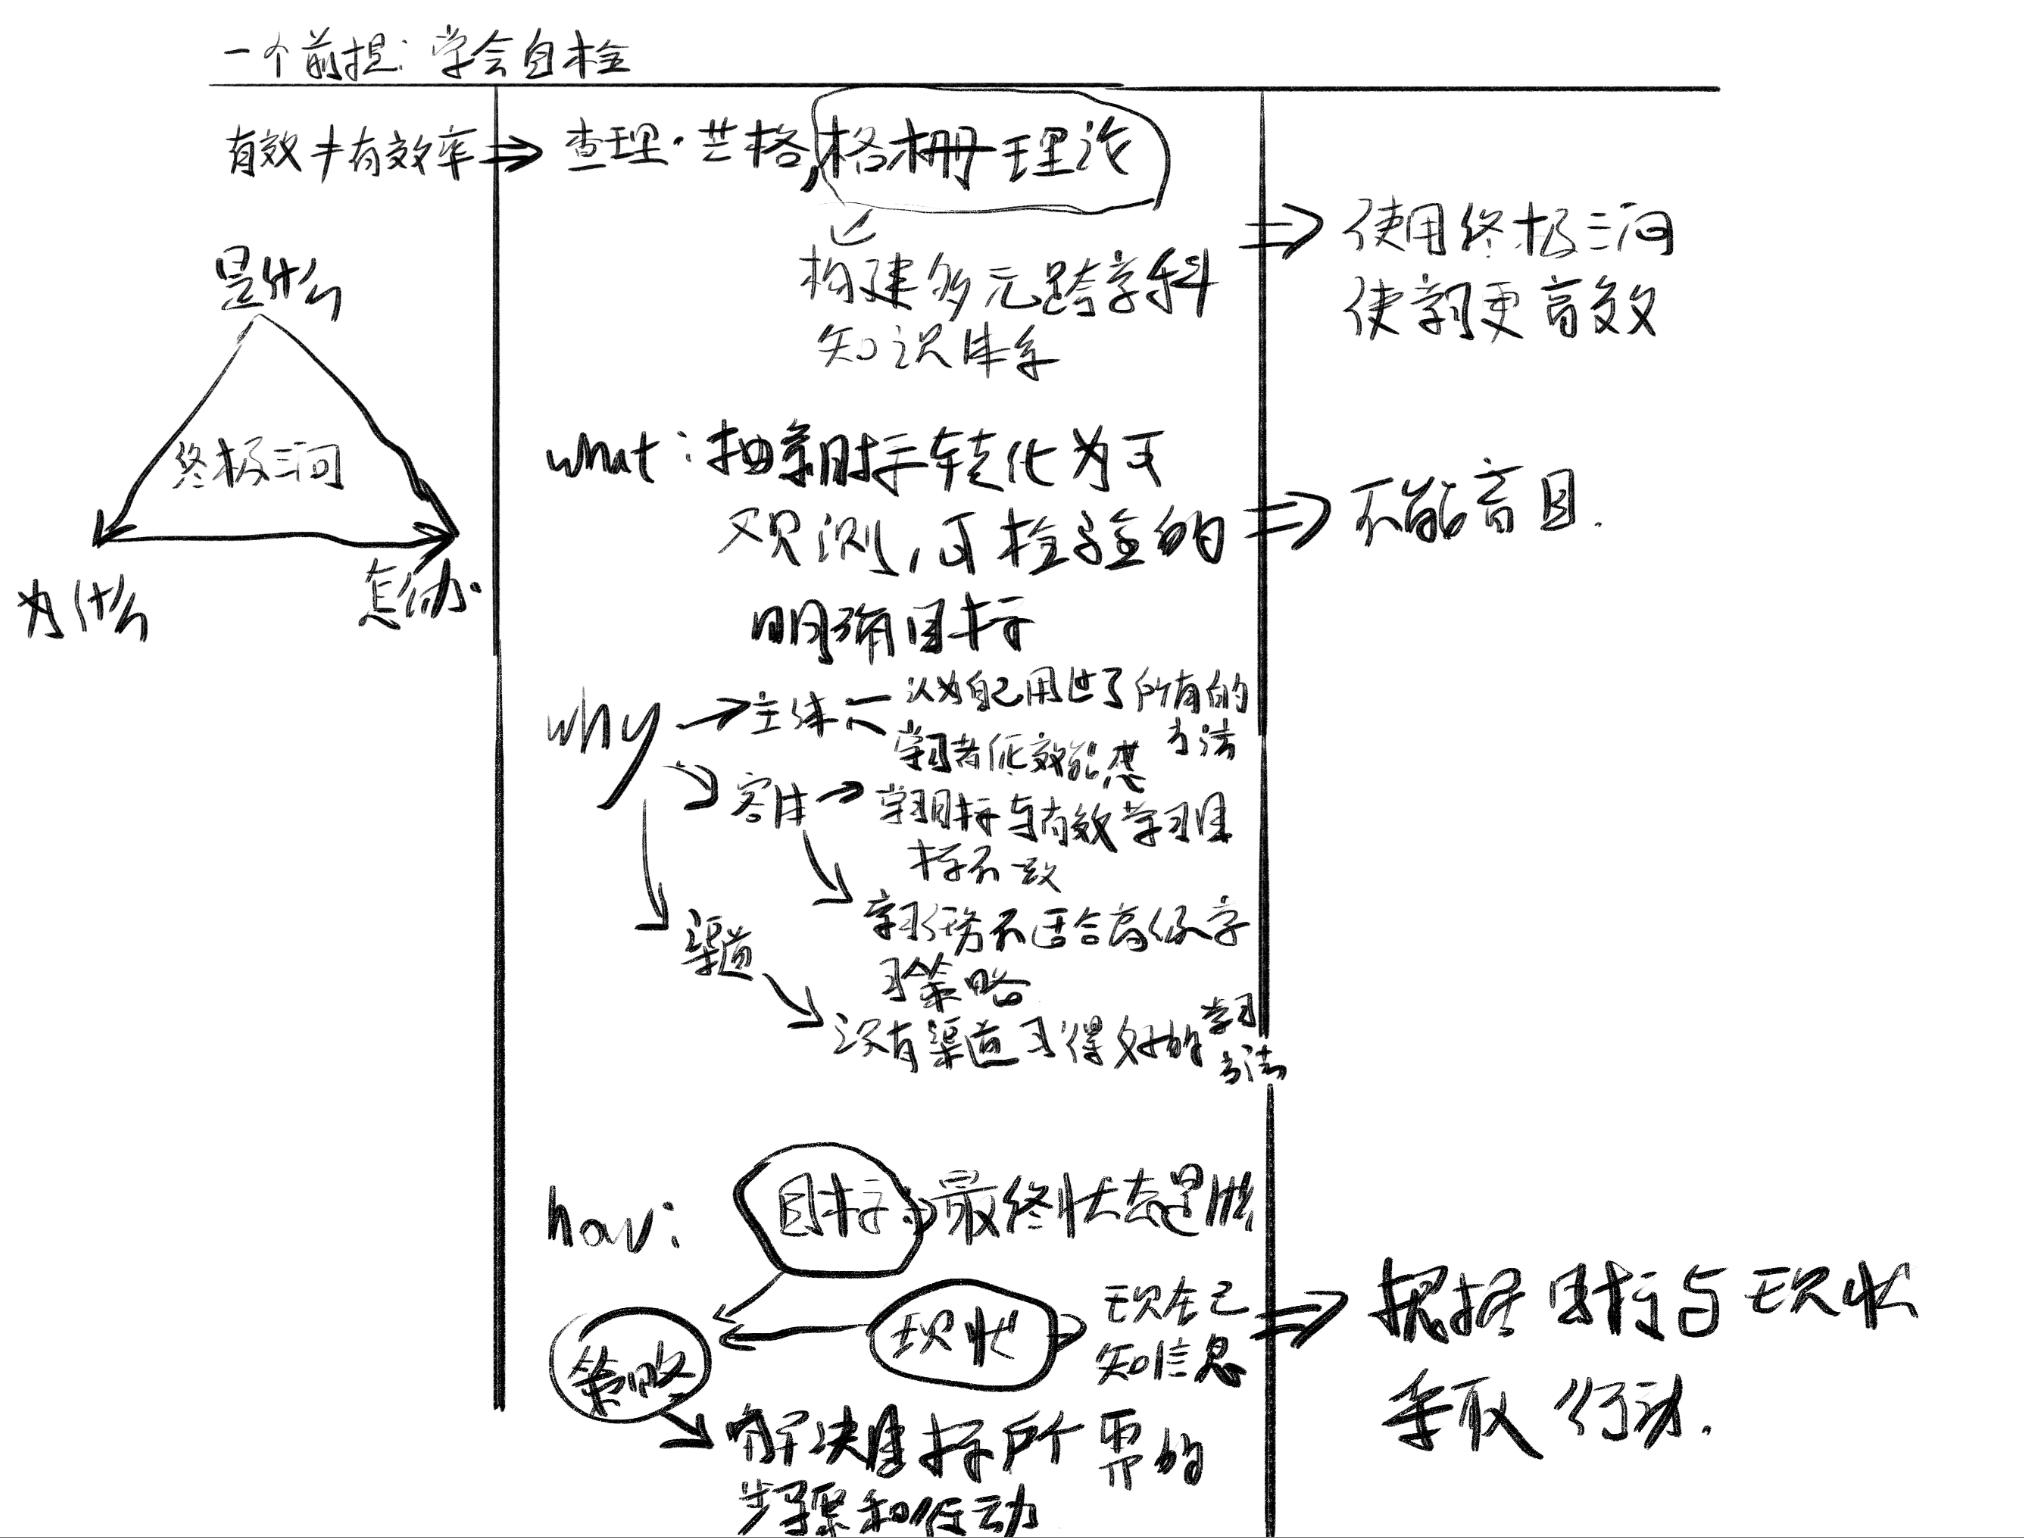 一个前提：学会自检
有效≠有效率
查理·芒格，格栅理论
构建多元跨学科
知识体系
使用终极三问
使学习更高效
是什么
终极三问
为什么
怎么办.
what：抽象目标转化为可
观测，可检验的
明确目标
不能盲目.
why
主体
认为自己用过了所有的
方法
学习者低效能感
客体
学习目标与有效学习目
标不一致
学习任务不适合高级学
习策略
渠道
没有渠道习得好的学习
方法
how：
目标
最终状态是什么
现状
现在已
知信息
策略
解决目标所需的
步骤和行动
根据目标与现状
采取行动.